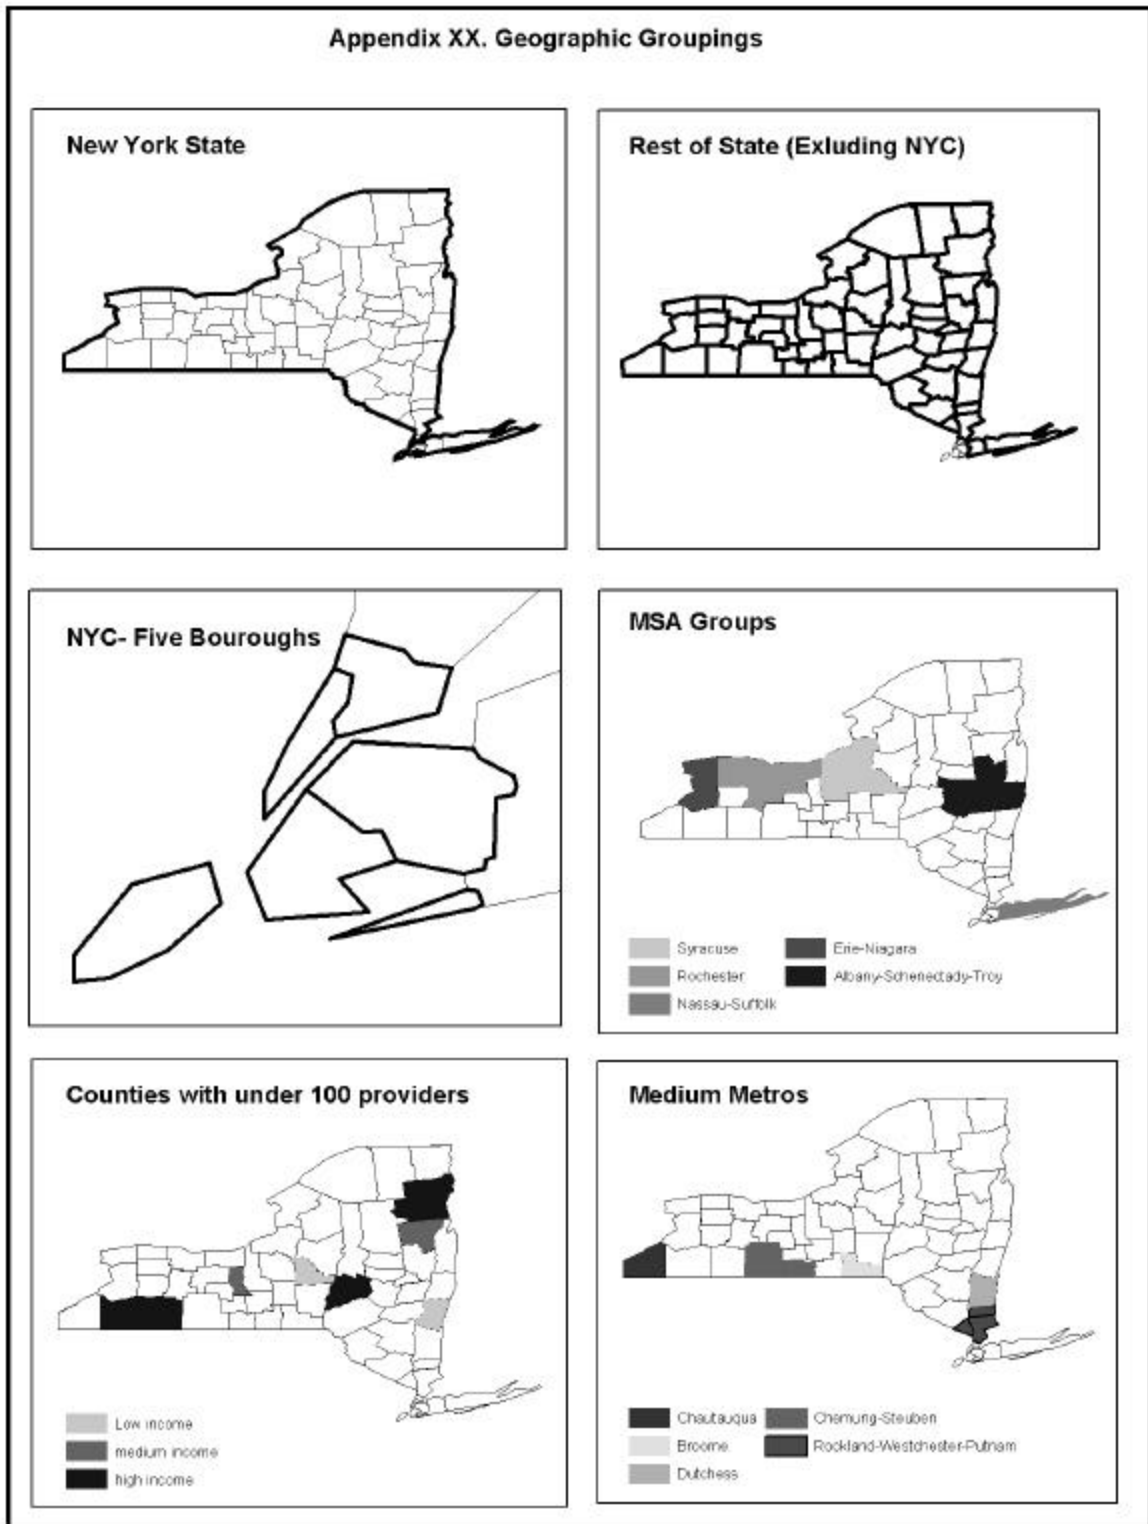 Appendix XX. Geographic Groupings
New York State
Rest of State (Exluding NYC)
NYC- Five Bouroughs
MSA Groups
Syracuse
Rochester
Nassau-Suffolk
Erie-Niagara
Albany-Schenectady-Troy
Counties with under 100 providers
Low income
medium income
high income
Medium Metros
Chautauqua
Broome
Dutchess
Chemung-Steuben
Rockland-Westchester-Putnam